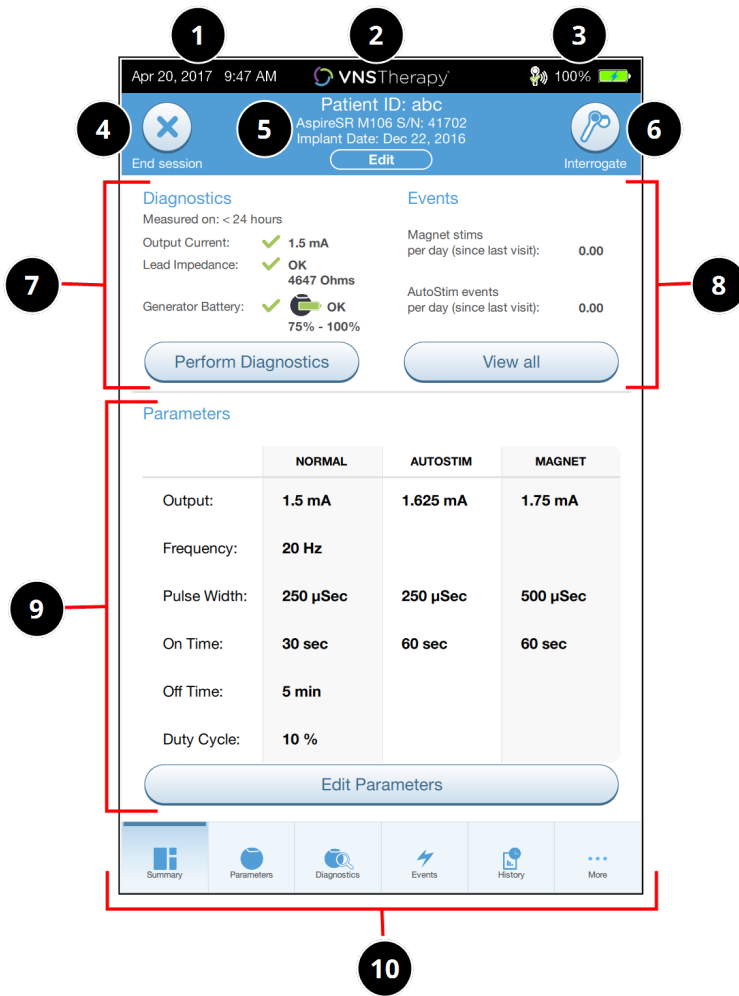 1 2 3
Apr 20, 2017 9:47 AM VNSTherapy 100%
Patient ID: abc
4 5 AspireSR M106 S/N: 41702 6
Implant Date: Dec 22, 2016
End session Edit Interrogate
Diagnostics Events
Measured on: < 24 hours
Output Current: 1.5 mA Magnet stims
per day (since last visit): 0.00
Lead Impedance: OK
4647 Ohms
7 8
AutoStim events
per day (since last visit): 0.00
Generator Battery: OK
75% - 100%
Perform Diagnostics View all
Parameters
NORMAL AUTOSTIM MAGNET
Output: 1.5 mA 1.625 mA 1.75 mA
Frequency: 20 Hz
Pulse Width: 250 µSec 250 µSec 500 µSec
9
On Time: 30 sec 60 sec 60 sec
Off Time: 5 min
Duty Cycle: 10 %
Edit Parameters
Summary Parameters Diagnostics Events History More
10